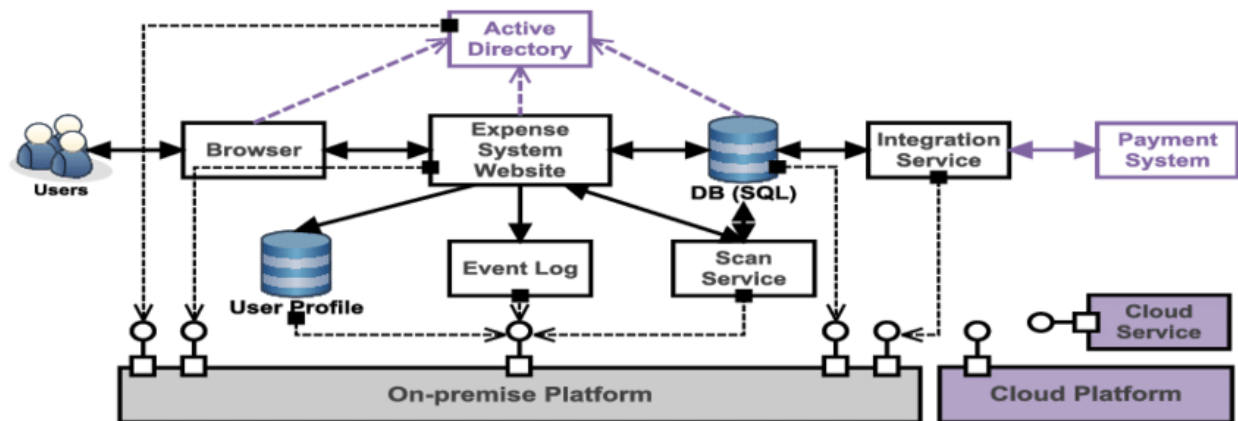 Active
Directory
Users
Browser
Expense
System
Website
DB (SQL)
Integration
Service
Payment
System
User Profile
Event Log
Scan
Service
Cloud
Service
On-premise Platform
Cloud Platform